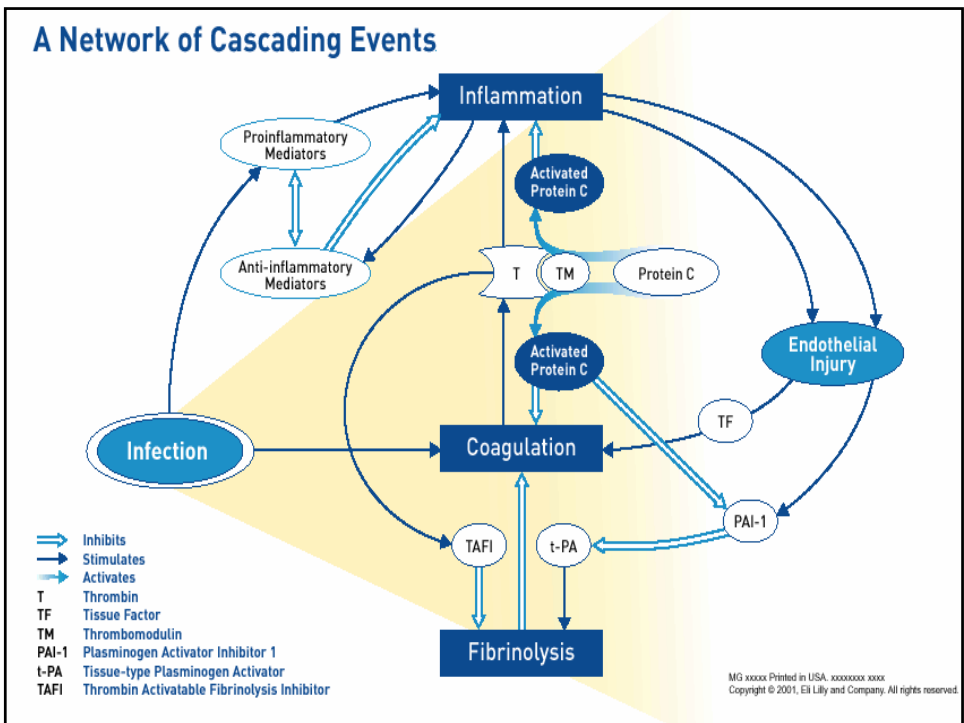 A Network of Cascading Events
Inflammation
Proinflammatory
Mediators
Activated
Protein C
Anti-inflammatory
Mediators
T
TM
Protein C
Endothelial
Injury
Activated
Protein C
TF
Infection
Coagulation
PAI-1
TAFI
t-PA
Fibrinolysis
Inhibits
Stimulates
Activates
T Thrombin
TF Tissue Factor
TM Thrombomodulin
PAI-1 Plasminogen Activator Inhibitor 1
t-PA Tissue-type Plasminogen Activator
TAFI Thrombin Activatable Fibrinolysis Inhibitor
MG xxxxx Printed in USA. xxxxxxxx xxxx
Copyright © 2001, Eli Lilly and Company. All rights reserved.